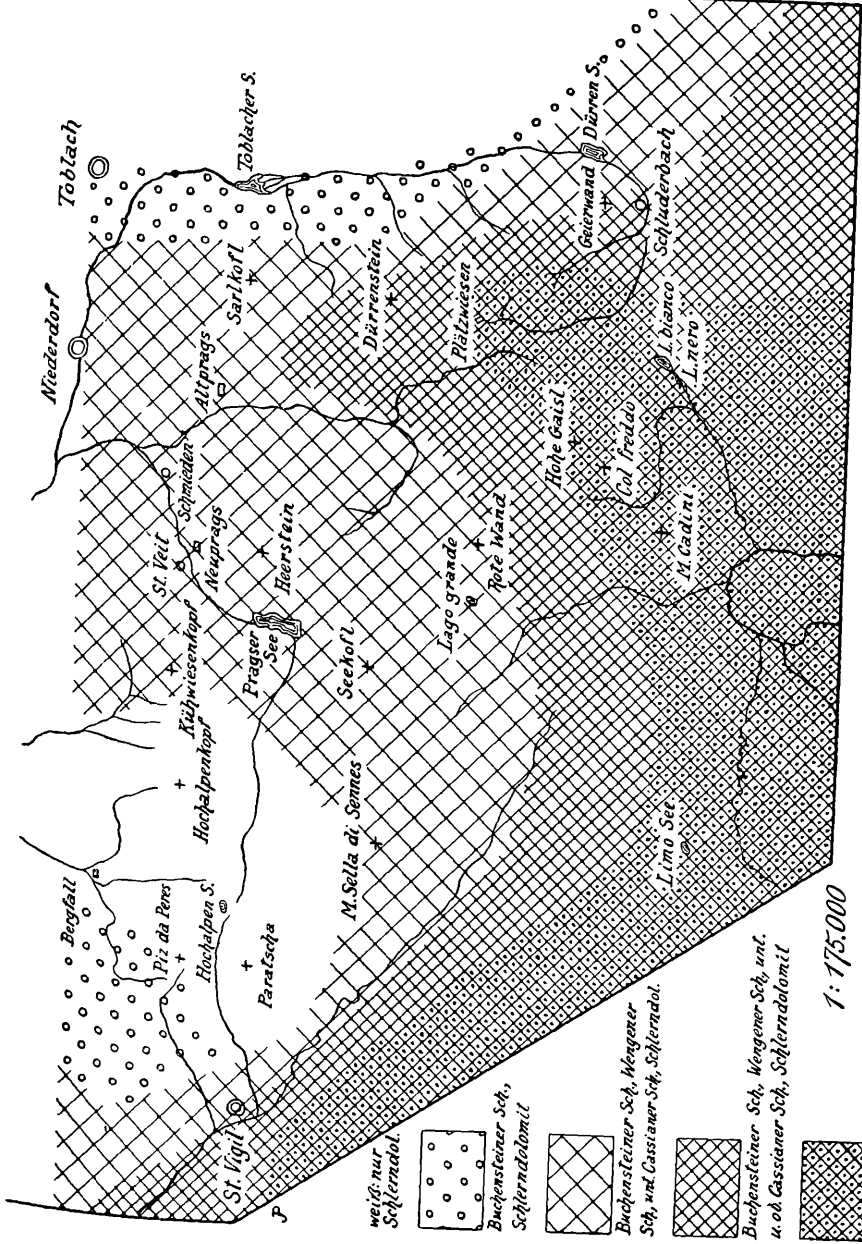 Toblach
Niederdorf
Toblacher S.
Sarlkofl
Altprags
Schmieden
St. Veit
Neuprags
Heerstein
Kühwiesenkopf
Hochalpenkopf
Pragser
See
Bergfall
Piz da Peres
Hochalpen S.
Paratscha
St. Vigil
Dürrenstein
Plätzwiesen
Seekofl
M. Sella di Sennes
Lago grande
Rote Wand
Hohe Gaisl
Col freddo
M. Cadini
Dürren S.
Geierwand
Schluderbach
L. bianco
L. nero
Limo See
P
weiß: nur
Schlerndol.
Buchensteiner Sch.,
Schlerndolomit
Buchensteiner Sch., Wengener
Sch., unt. Cassianer Sch., Schlerndol.
Buchensteiner Sch., Wengener Sch., unt.
u. ob. Cassianer Sch., Schlerndolomit
1:175.000